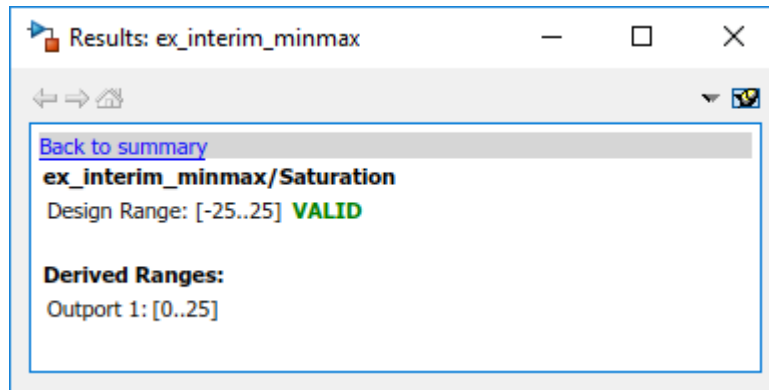 Results: ex_interim_minmax
Back to summary
ex_interim_minmax/Saturation
Design Range: [-25..25] VALID
Derived Ranges:
Outport 1: [0..25]